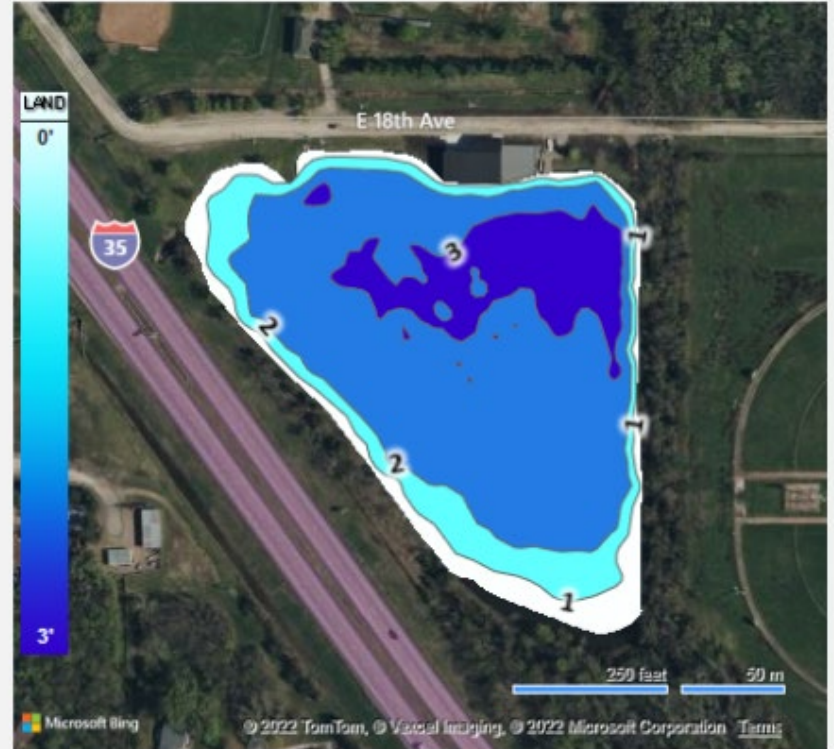 LAND
0'
E 18th Ave
35
3
1
2
1
2
1
3'
250 feet
50 m
Microsoft Bing
© 2022 TomTom, © Vexcel Imaging, © 2022 Microsoft Corporation Terms